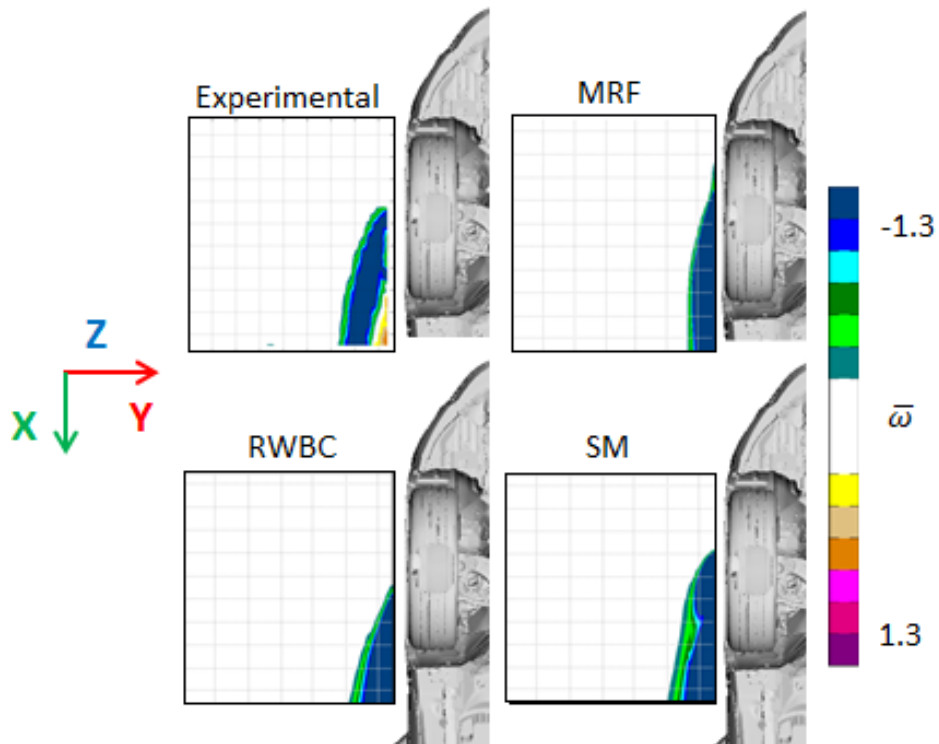 Experimental
MRF
-1.3
Z
X
Y
ω̅
RWBC
SM
1.3